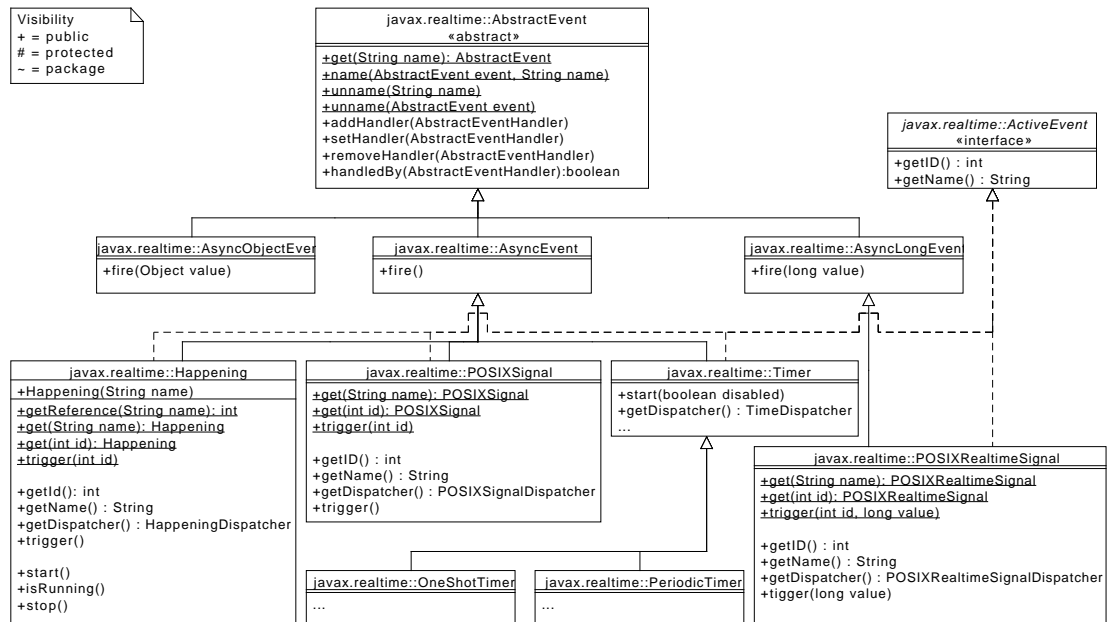 Visibility
+ = public
# = protected
~ = package
javax.realtime::AbstractEvent
«abstract»
+get(String name): AbstractEvent
+name(AbstractEvent event, String name)
+unname(String name)
+unname(AbstractEvent event)
+addHandler(AbstractEventHandler)
+setHandler(AbstractEventHandler)
+removeHandler(AbstractEventHandler)
+handledBy(AbstractEventHandler):boolean
javax.realtime::ActiveEvent
«interface»
+getID() : int
+getName() : String
javax.realtime::AsyncObjectEven
+fire(Object value)
javax.realtime::AsyncEvent
+fire()
javax.realtime::AsyncLongEvent
+fire(long value)
javax.realtime::Happening
+Happening(String name)
+getReference(String name): int
+get(String name): Happening
+get(int id): Happening
+trigger(int id)
+getId(): int
+getName() : String
+getDispatcher() : HappeningDispatcher
+trigger()
+start()
+isRunning()
+stop()
javax.realtime::POSIXSignal
+get(String name): POSIXSignal
+get(int id): POSIXSignal
+trigger(int id)
+getID() : int
+getName() : String
+getDispatcher() : POSIXSignalDispatcher
+trigger()
javax.realtime::Timer
+start(boolean disabled)
+getDispatcher() : TimeDispatcher
...
javax.realtime::POSIXRealtimeSignal
+get(String name): POSIXRealtimeSignal
+get(int id): POSIXRealtimeSignal
+trigger(int id, long value)
+getID() : int
+getName() : String
+getDispatcher() : POSIXRealtimeSignalDispatcher
+tigger(long value)
javax.realtime::OneShotTimer
...
javax.realtime::PeriodicTimer
...